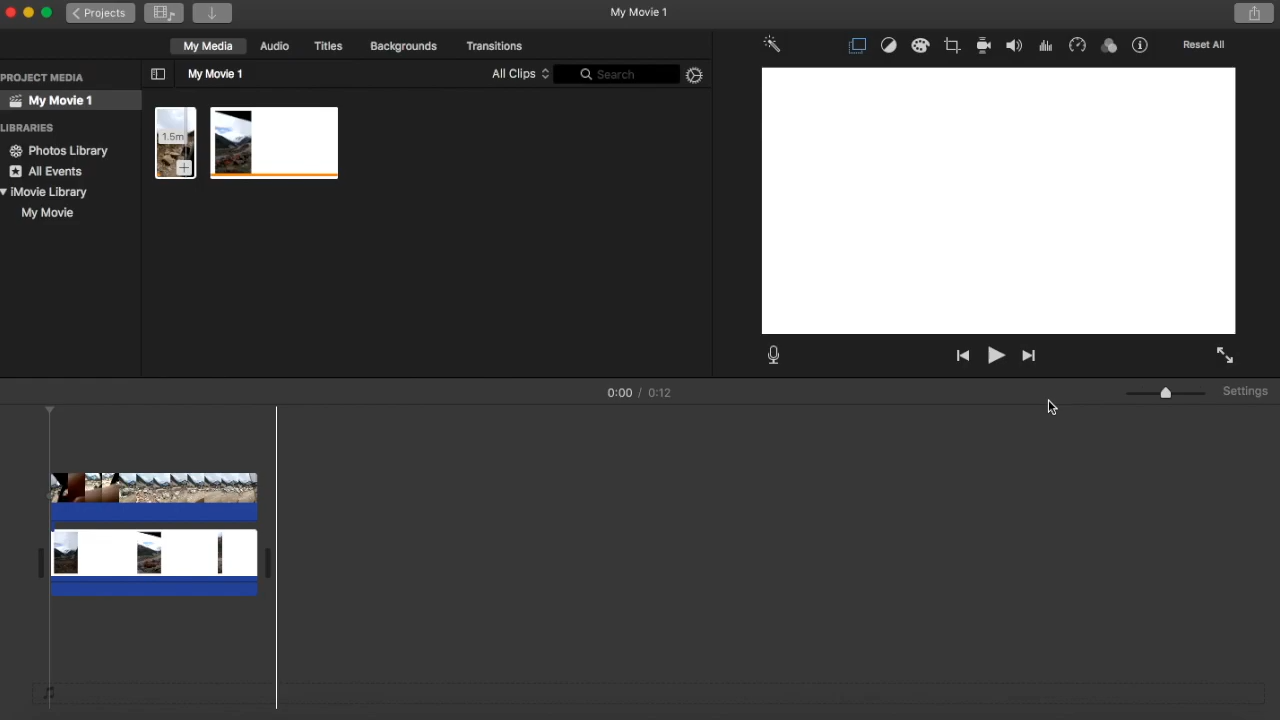 Projects
My Movie 1
My Media
Audio
Titles
Backgrounds
Transitions
Reset All
PROJECT MEDIA
My Movie 1
All Clips
Search
My Movie 1
1.5m
LIBRARIES
Photos Library
All Events
iMovie Library
My Movie
0:00 / 0:12
Settings